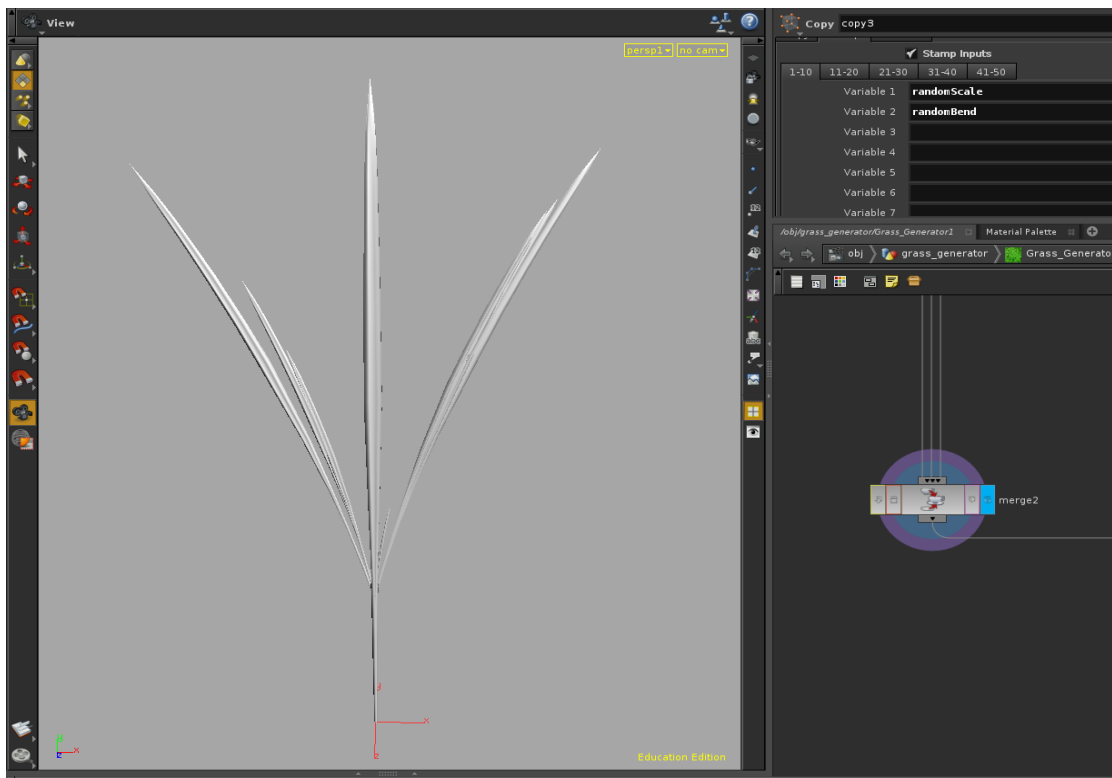 View
Copy copy3
persp1 no cam
Stamp Inputs
1-10 11-20 21-30 31-40 41-50
Variable 1 randomScale
Variable 2 randomBend
Variable 3
Variable 4
Variable 5
Variable 6
Variable 7
/obj/grass_generator/Grass_Generator1 Material Palette
obj grass_generator Grass_Generato
merge2
y
x
z
y
x
z
Education Edition